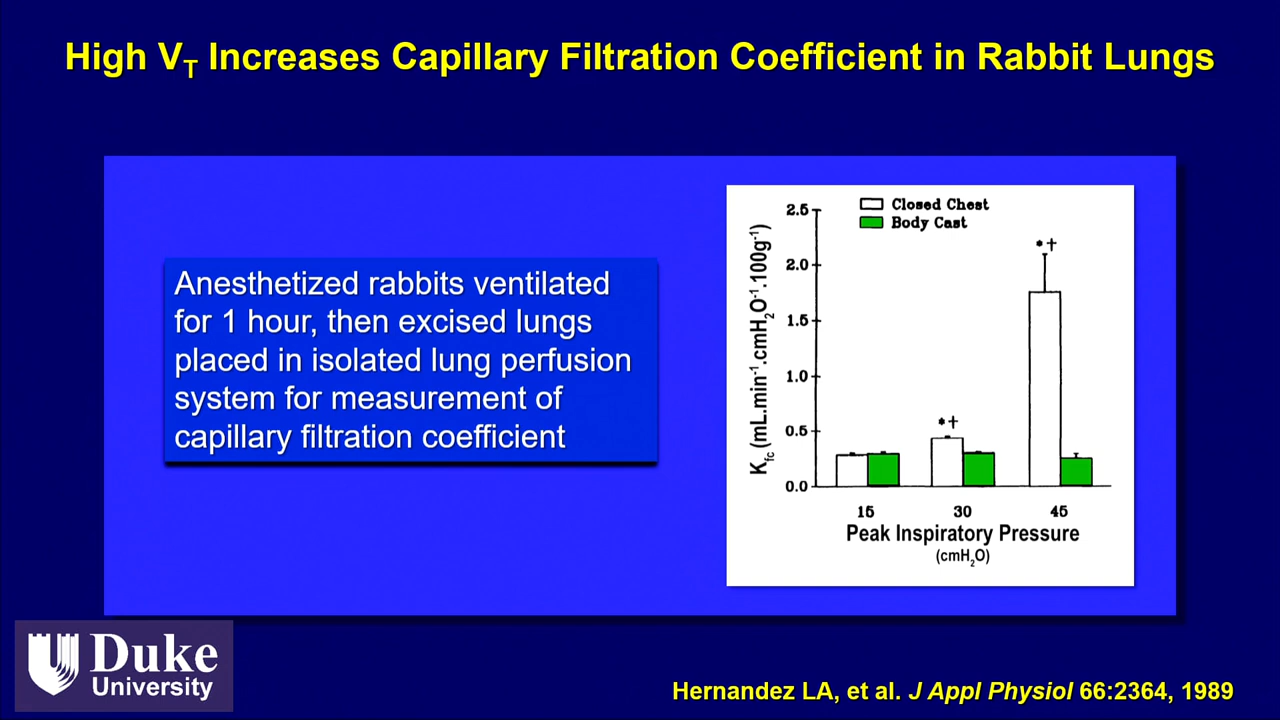 High VT Increases Capillary Filtration Coefficient in Rabbit Lungs
Anesthetized rabbits ventilated
for 1 hour, then excised lungs
placed in isolated lung perfusion
system for measurement of
capillary filtration coefficient
Closed Chest
Body Cast
Kfc (mL.min-1.cmH2O-1.100g-1)
2.5
2.0
1.5
1.0
0.5
0.0
*†
*†
15 30 45
Peak Inspiratory Pressure
(cmH2O)
Duke
University
Hernandez LA, et al. J Appl Physiol 66:2364, 1989